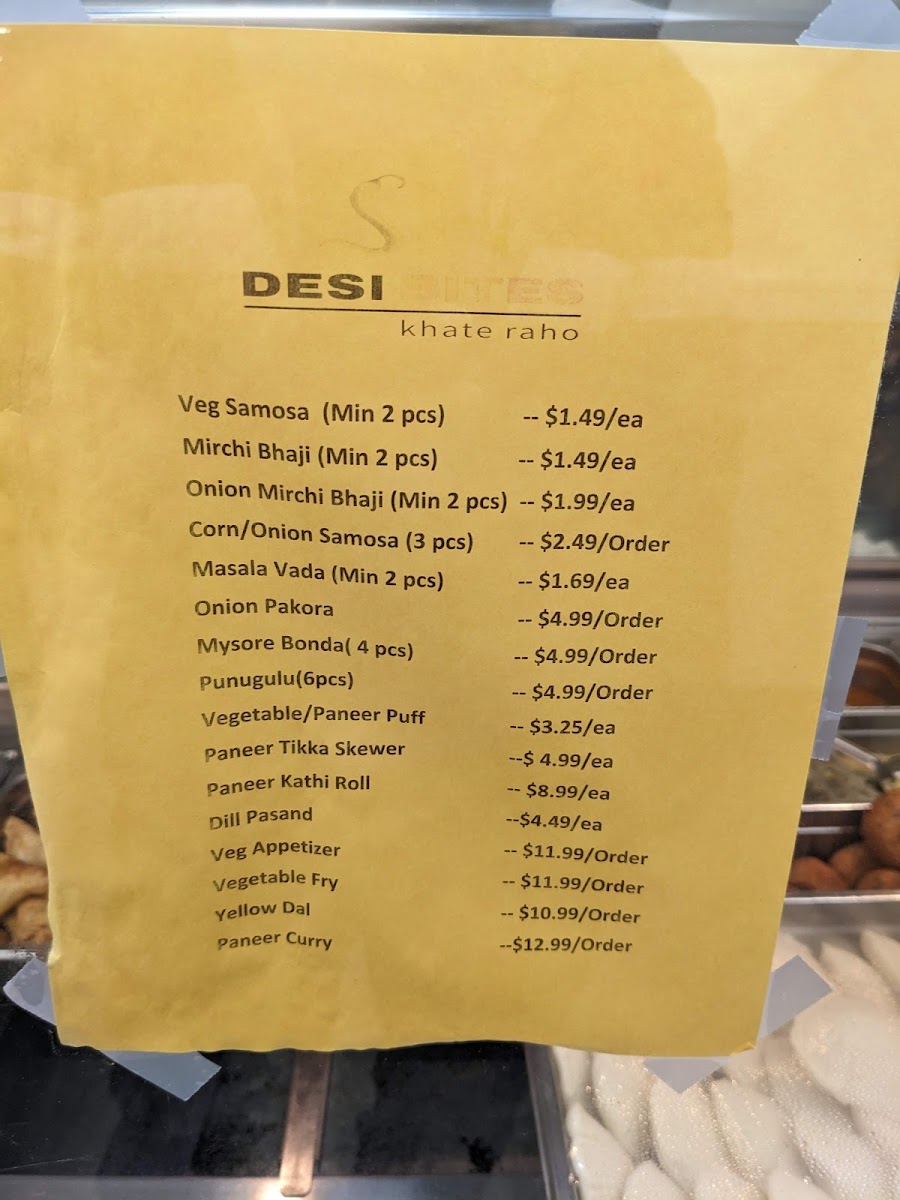 DESI BITES
khate raho
Veg Samosa (Min 2 pcs) -- $1.49/ea
Mirchi Bhaji (Min 2 pcs) -- $1.49/ea
Onion Mirchi Bhaji (Min 2 pcs) -- $1.99/ea
Corn/Onion Samosa (3 pcs) -- $2.49/Order
Masala Vada (Min 2 pcs) -- $1.69/ea
Onion Pakora -- $4.99/Order
Mysore Bonda( 4 pcs) -- $4.99/Order
Punugulu(6pcs) -- $4.99/Order
Vegetable/Paneer Puff -- $3.25/ea
Paneer Tikka Skewer --$ 4.99/ea
Paneer Kathi Roll -- $8.99/ea
Dill Pasand --$4.49/ea
Veg Appetizer -- $11.99/Order
Vegetable Fry -- $11.99/Order
Yellow Dal -- $10.99/Order
Paneer Curry --$12.99/Order